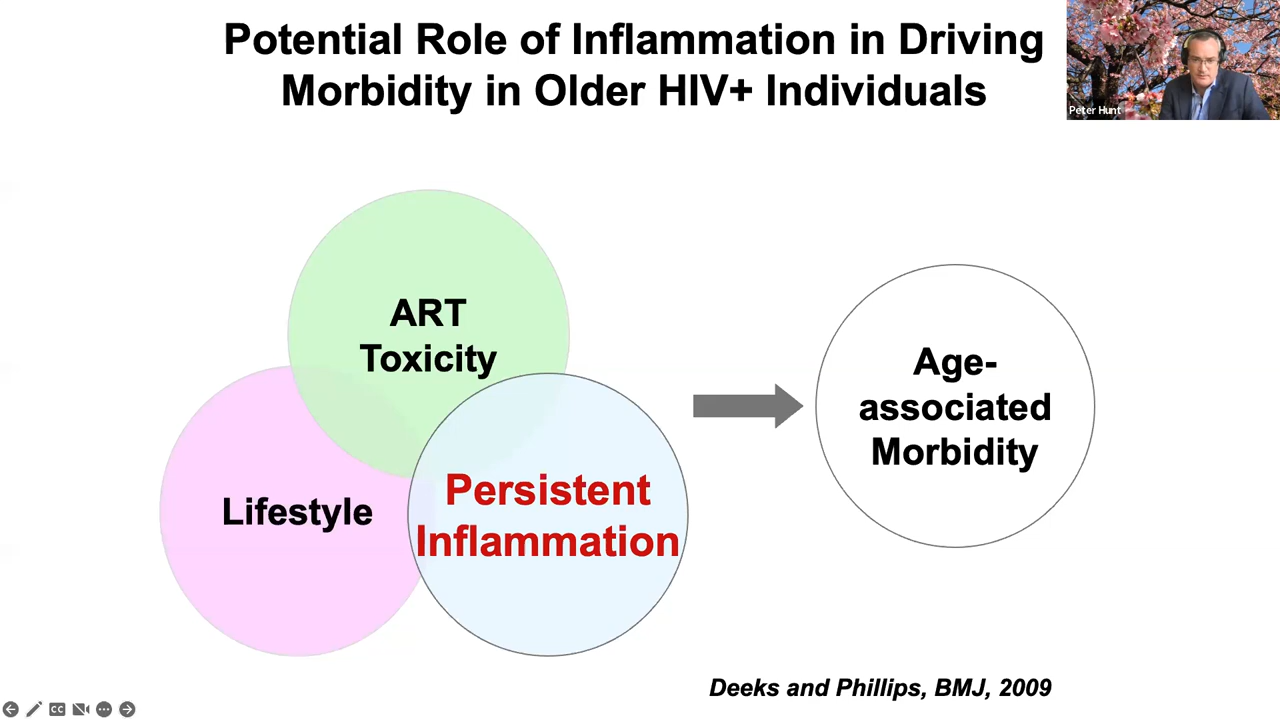 Potential Role of Inflammation in Driving
Morbidity in Older HIV+ Individuals
Peter Hunt
ART
Toxicity
Lifestyle
Persistent
Inflammation
Age-
associated
Morbidity
Deeks and Phillips, BMJ, 2009
CC